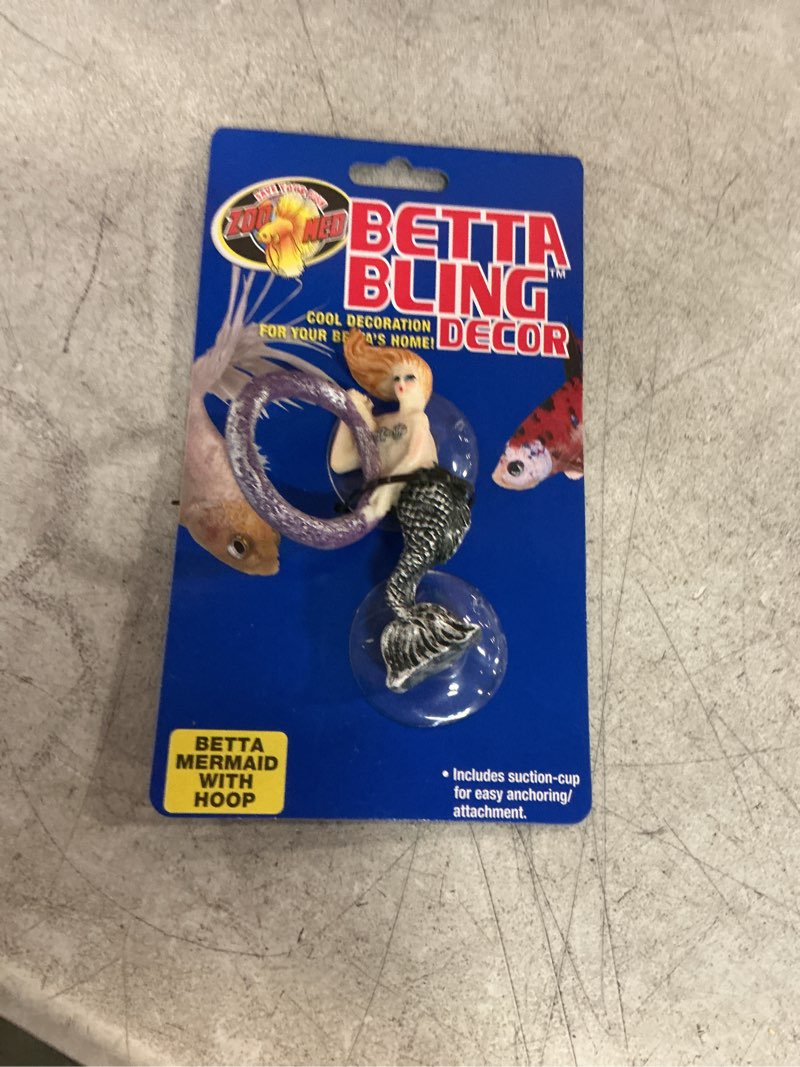 ZOO MED
BETTA
BLING™
DECOR
COOL DECORATION
FOR YOUR BETTA'S HOME!
BETTA
MERMAID
WITH
HOOP
• Includes suction-cup
for easy anchoring/
attachment.